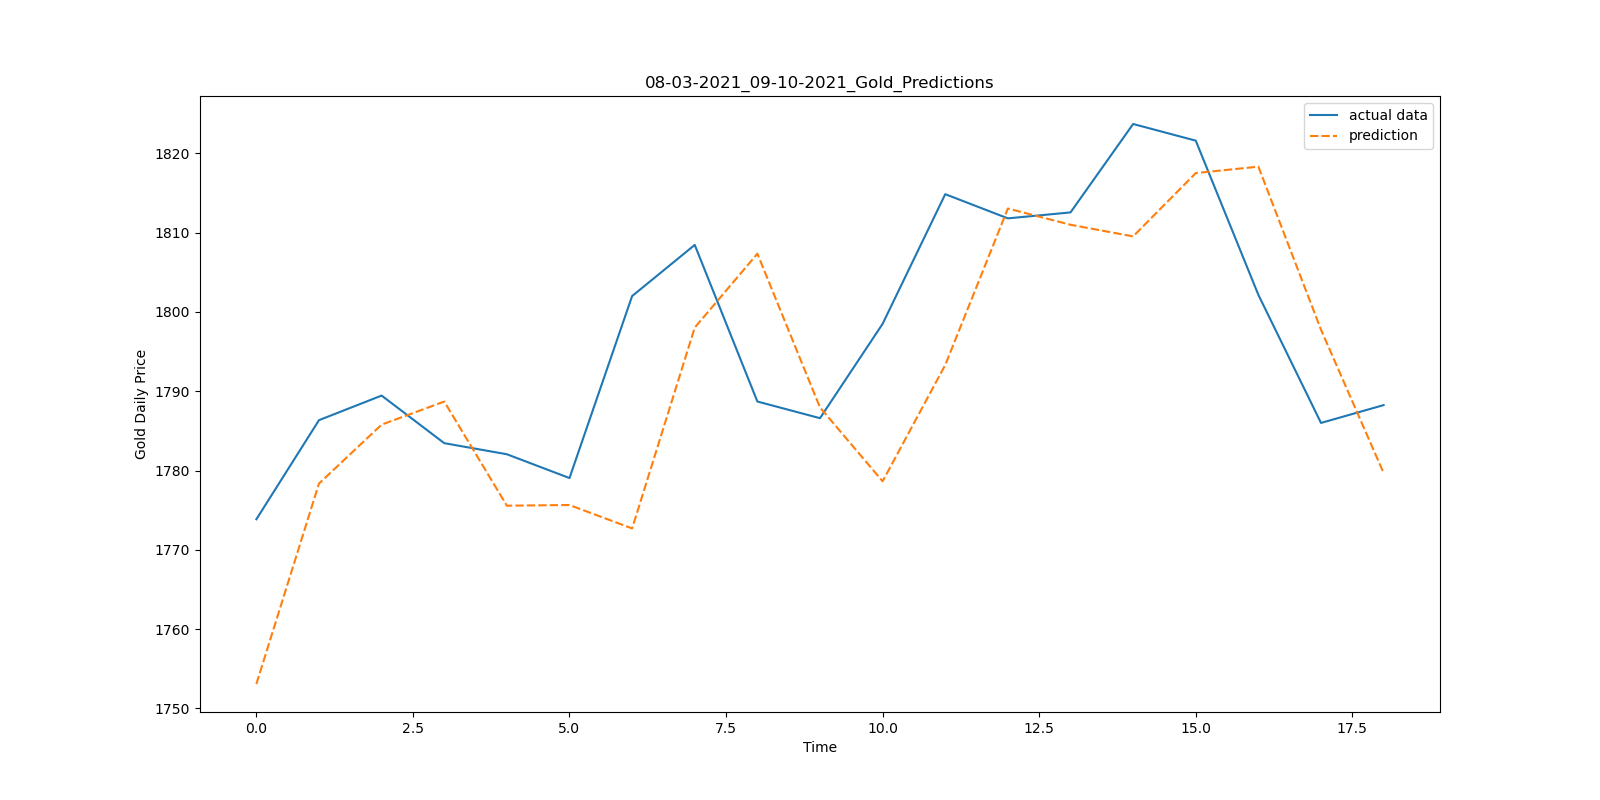 08-03-2021_09-10-2021_Gold_Predictions
actual data
prediction
1820
1810
1800
1790
1780
1770
1760
1750
Gold Daily Price
0.0 2.5 5.0 7.5 10.0 12.5 15.0 17.5
Time